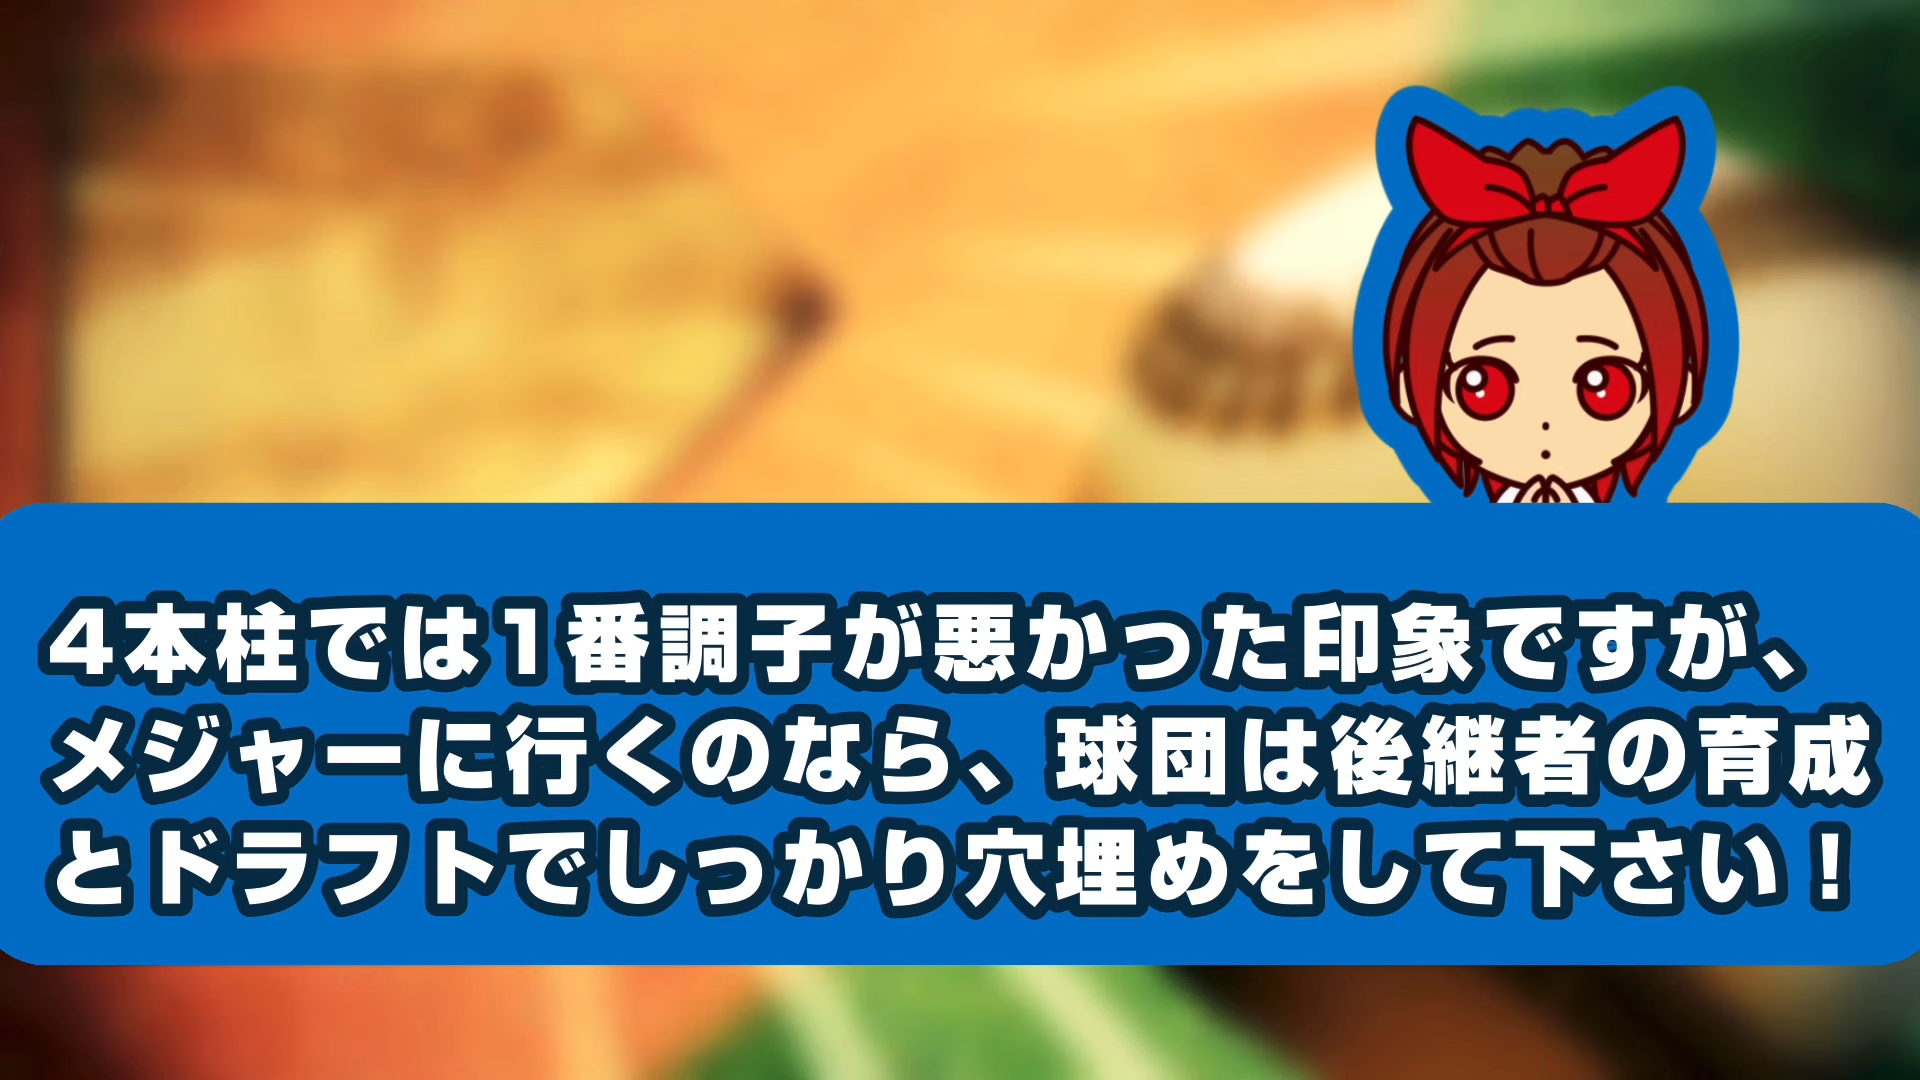 4本柱では1番調子が悪かった印象ですが、
メジャーに行くのなら、球団は後継者の育成
とドラフトでしっかり穴埋めをして下さい！